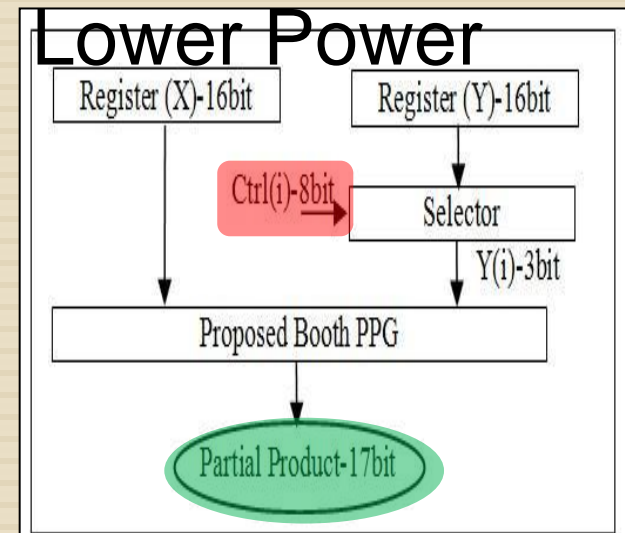 Lower Power
Register (X)-16bit
Register (Y)-16bit
Ctrl(i)-8bit
Selector
Y(i)-3bit
Proposed Booth PPG
Partial Product-17bit